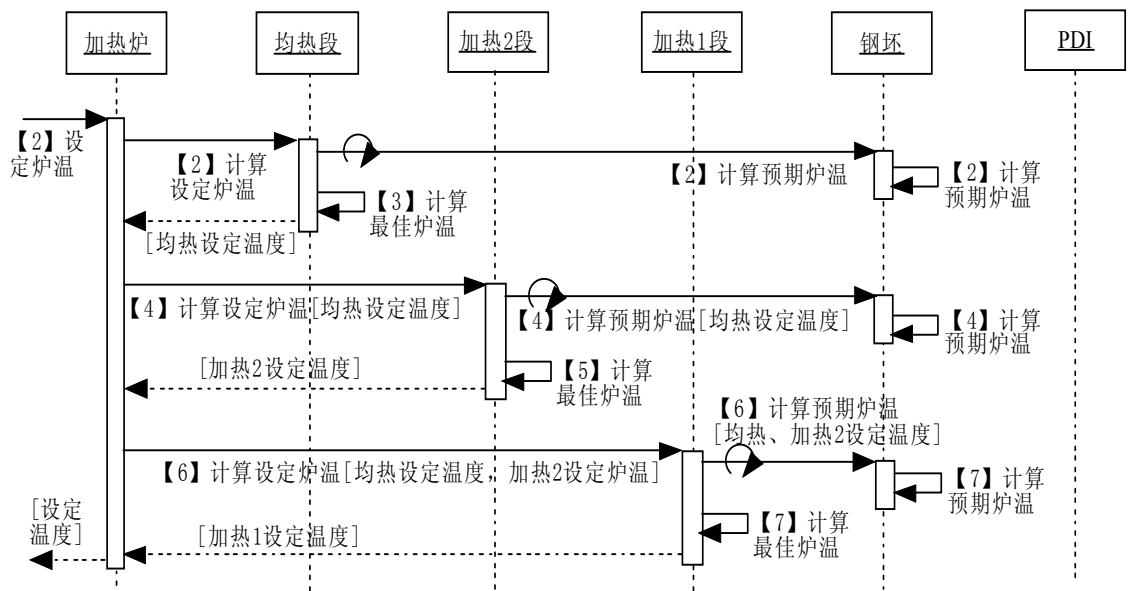 加热炉
均热段
加热2段
加热1段
钢坯
PDI
【2】设
定炉温
【2】计算
设定炉温
【2】计算预期炉温
【2】计算
预期炉温
【3】计算
最佳炉温
[均热设定温度]
【4】计算设定炉温[均热设定温度]
【4】计算预期炉温[均热设定温度]
【4】计算
预期炉温
[加热2设定温度]
【5】计算
最佳炉温
【6】计算预期炉温
[均热、加热2设定温度]
【6】计算设定炉温[均热设定温度，加热2设定炉温]
【7】计算
预期炉温
[设定
温度]
[加热1设定温度]
【7】计算
最佳炉温